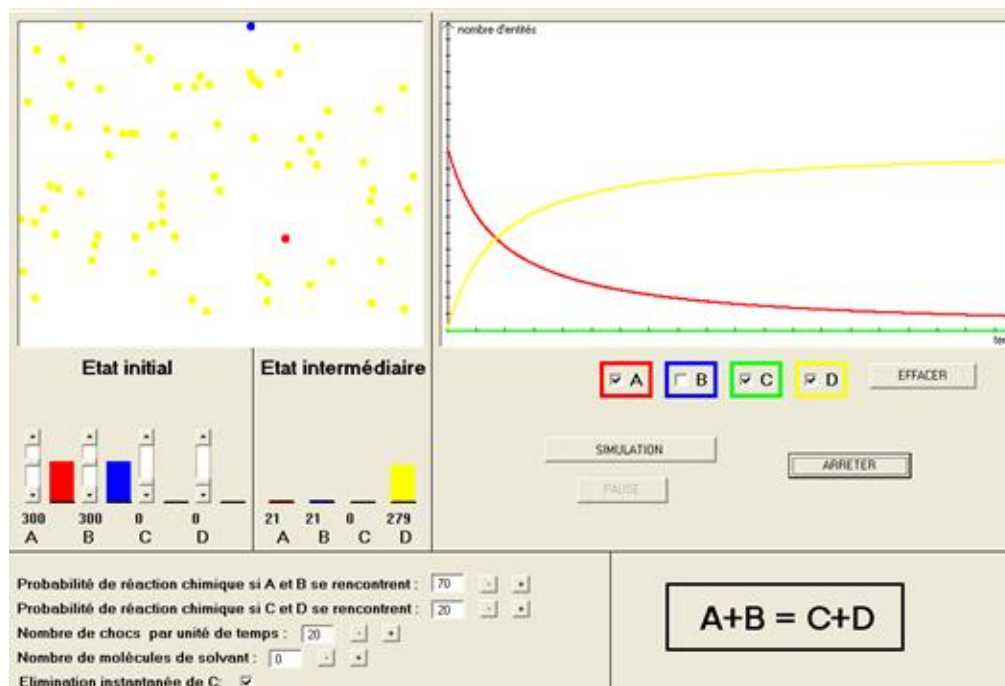 nombre d'entités
Etat initial
Etat intermédiaire
A
B
C
D
EFFACER
SIMULATION
ARRETER
PAUSE
300 300 0 0
A B C D
21 21 0 279
A B C D
Probabilité de réaction chimique si A et B se rencontrent : 70 - +
Probabilité de réaction chimique si C et D se rencontrent : 20 - +
Nombre de chocs par unité de temps : 20 - +
Nombre de molécules de solvant : 0 - +
Elimination instantanée de C:
A+B = C+D